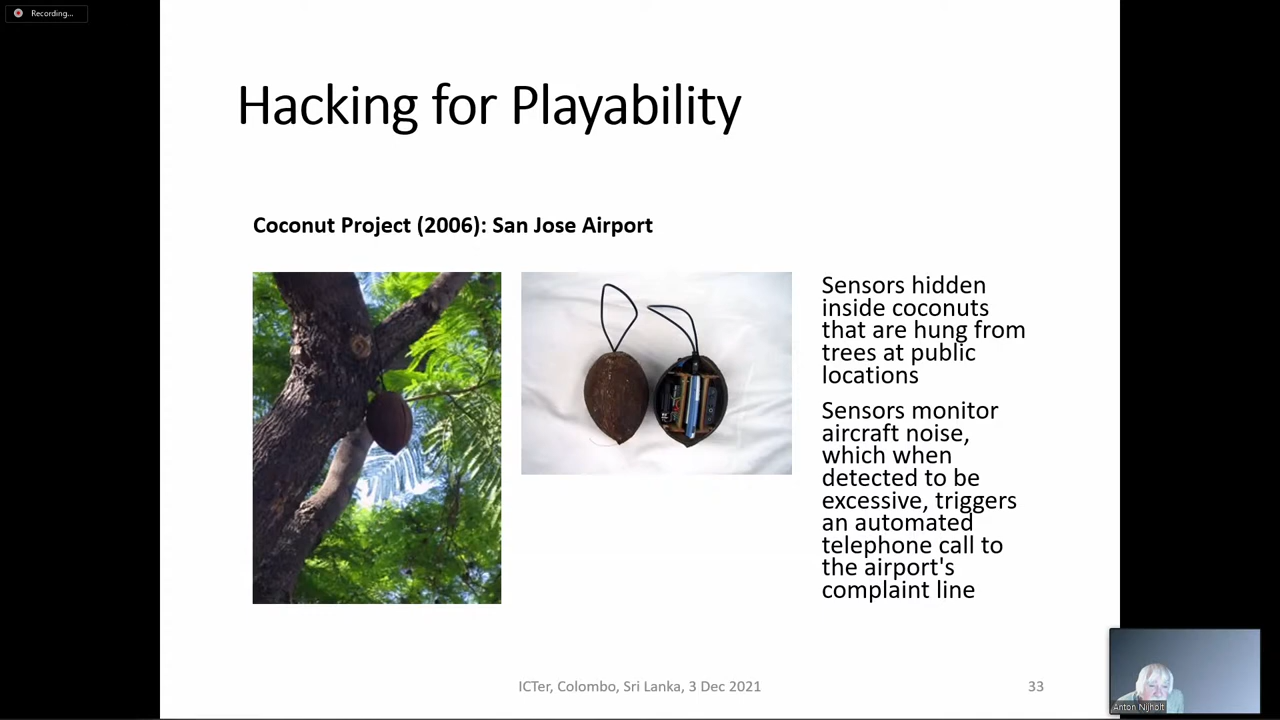 Recording...
Hacking for Playability
Coconut Project (2006): San Jose Airport
Sensors hidden
inside coconuts
that are hung from
trees at public
locations
Sensors monitor
aircraft noise,
which when
detected to be
excessive, triggers
an automated
telephone call to
the airport's
complaint line
ICTer, Colombo, Sri Lanka, 3 Dec 2021
33
Anton Nijholt